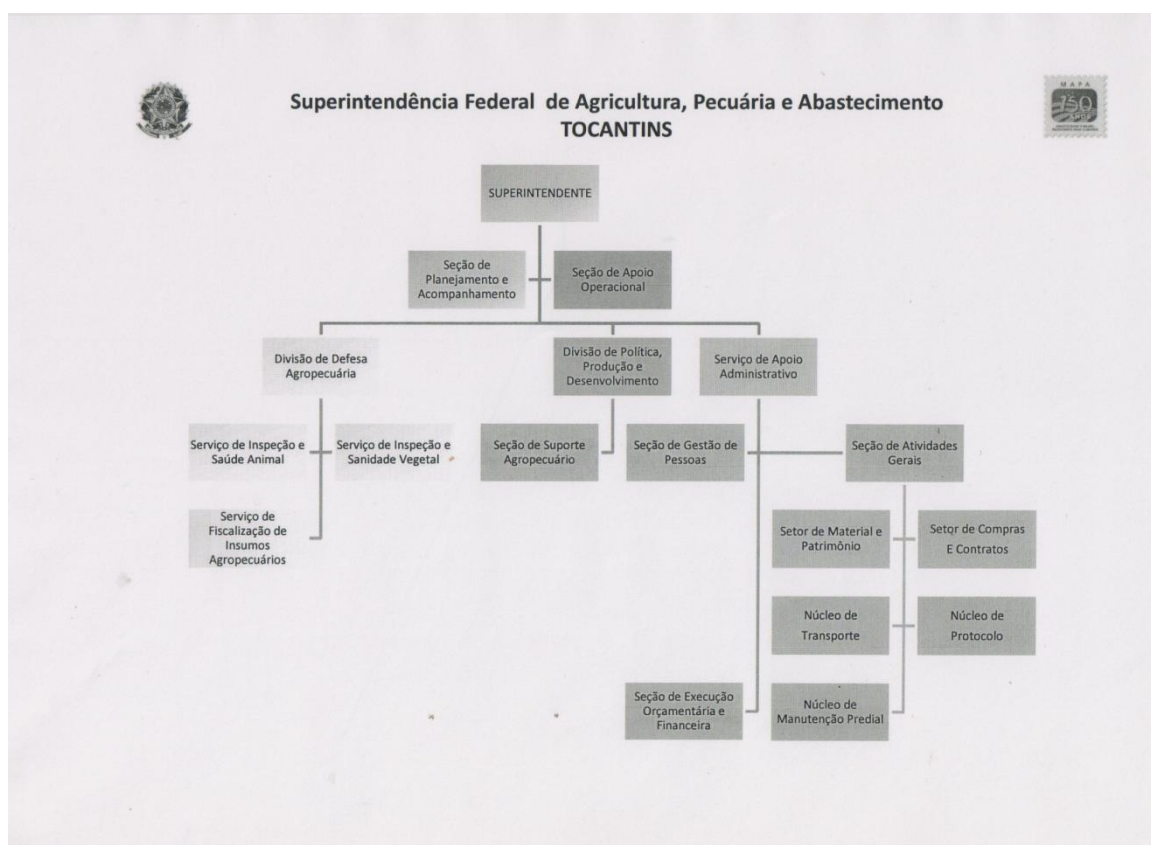 Superintendência Federal de Agricultura, Pecuária e Abastecimento
TOCANTINS
M A P A
150
ANOS
SUPERINTENDENTE
Seção de
Planejamento e
Acompanhamento
Seção de Apoio
Operacional
Divisão de Defesa
Agropecuária
Divisão de Política,
Produção e
Desenvolvimento
Serviço de Apoio
Administrativo
Serviço de Inspeção e
Saúde Animal
Serviço de Inspeção e
Sanidade Vegetal
Seção de Suporte
Agropecuário
Seção de Gestão de
Pessoas
Seção de Atividades
Gerais
Serviço de
Fiscalização de
Insumos
Agropecuários
Setor de Material e
Patrimônio
Setor de Compras
E Contratos
Núcleo de
Transporte
Núcleo de
Protocolo
Seção de Execução
Orçamentária e
Financeira
Núcleo de
Manutenção Predial